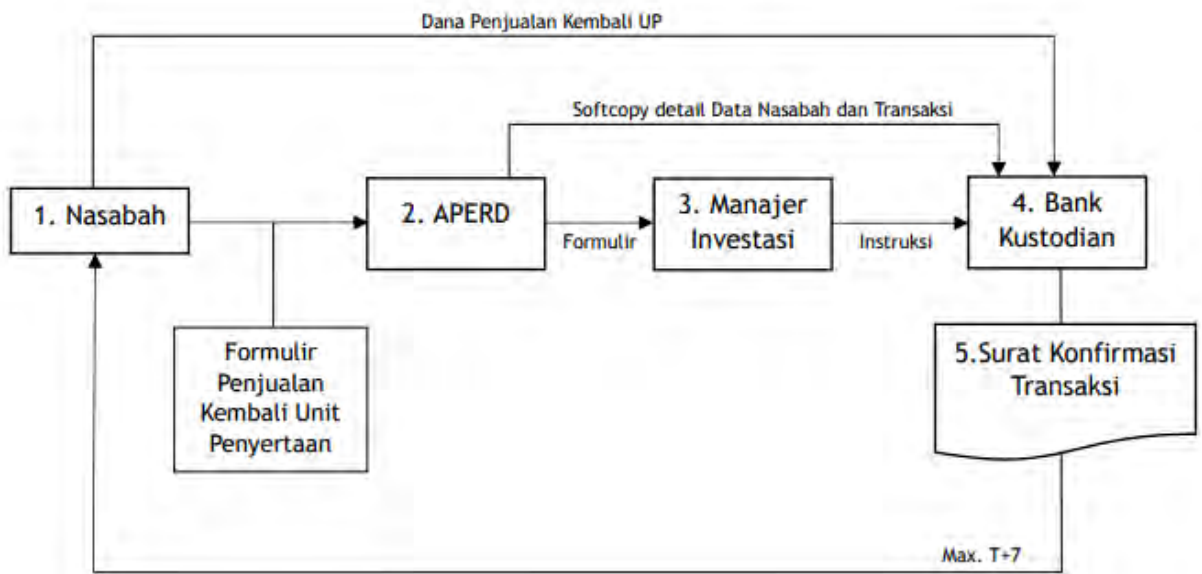 Dana Penjualan Kembali UP
Softcopy detail Data Nasabah dan Transaksi
1. Nasabah
2. APERD
Formulir
3. Manajer
Investasi
Instruksi
4. Bank
Kustodian
Formulir
Penjualan
Kembali Unit
Penyertaan
5.Surat Konfirmasi
Transaksi
Max. T+7